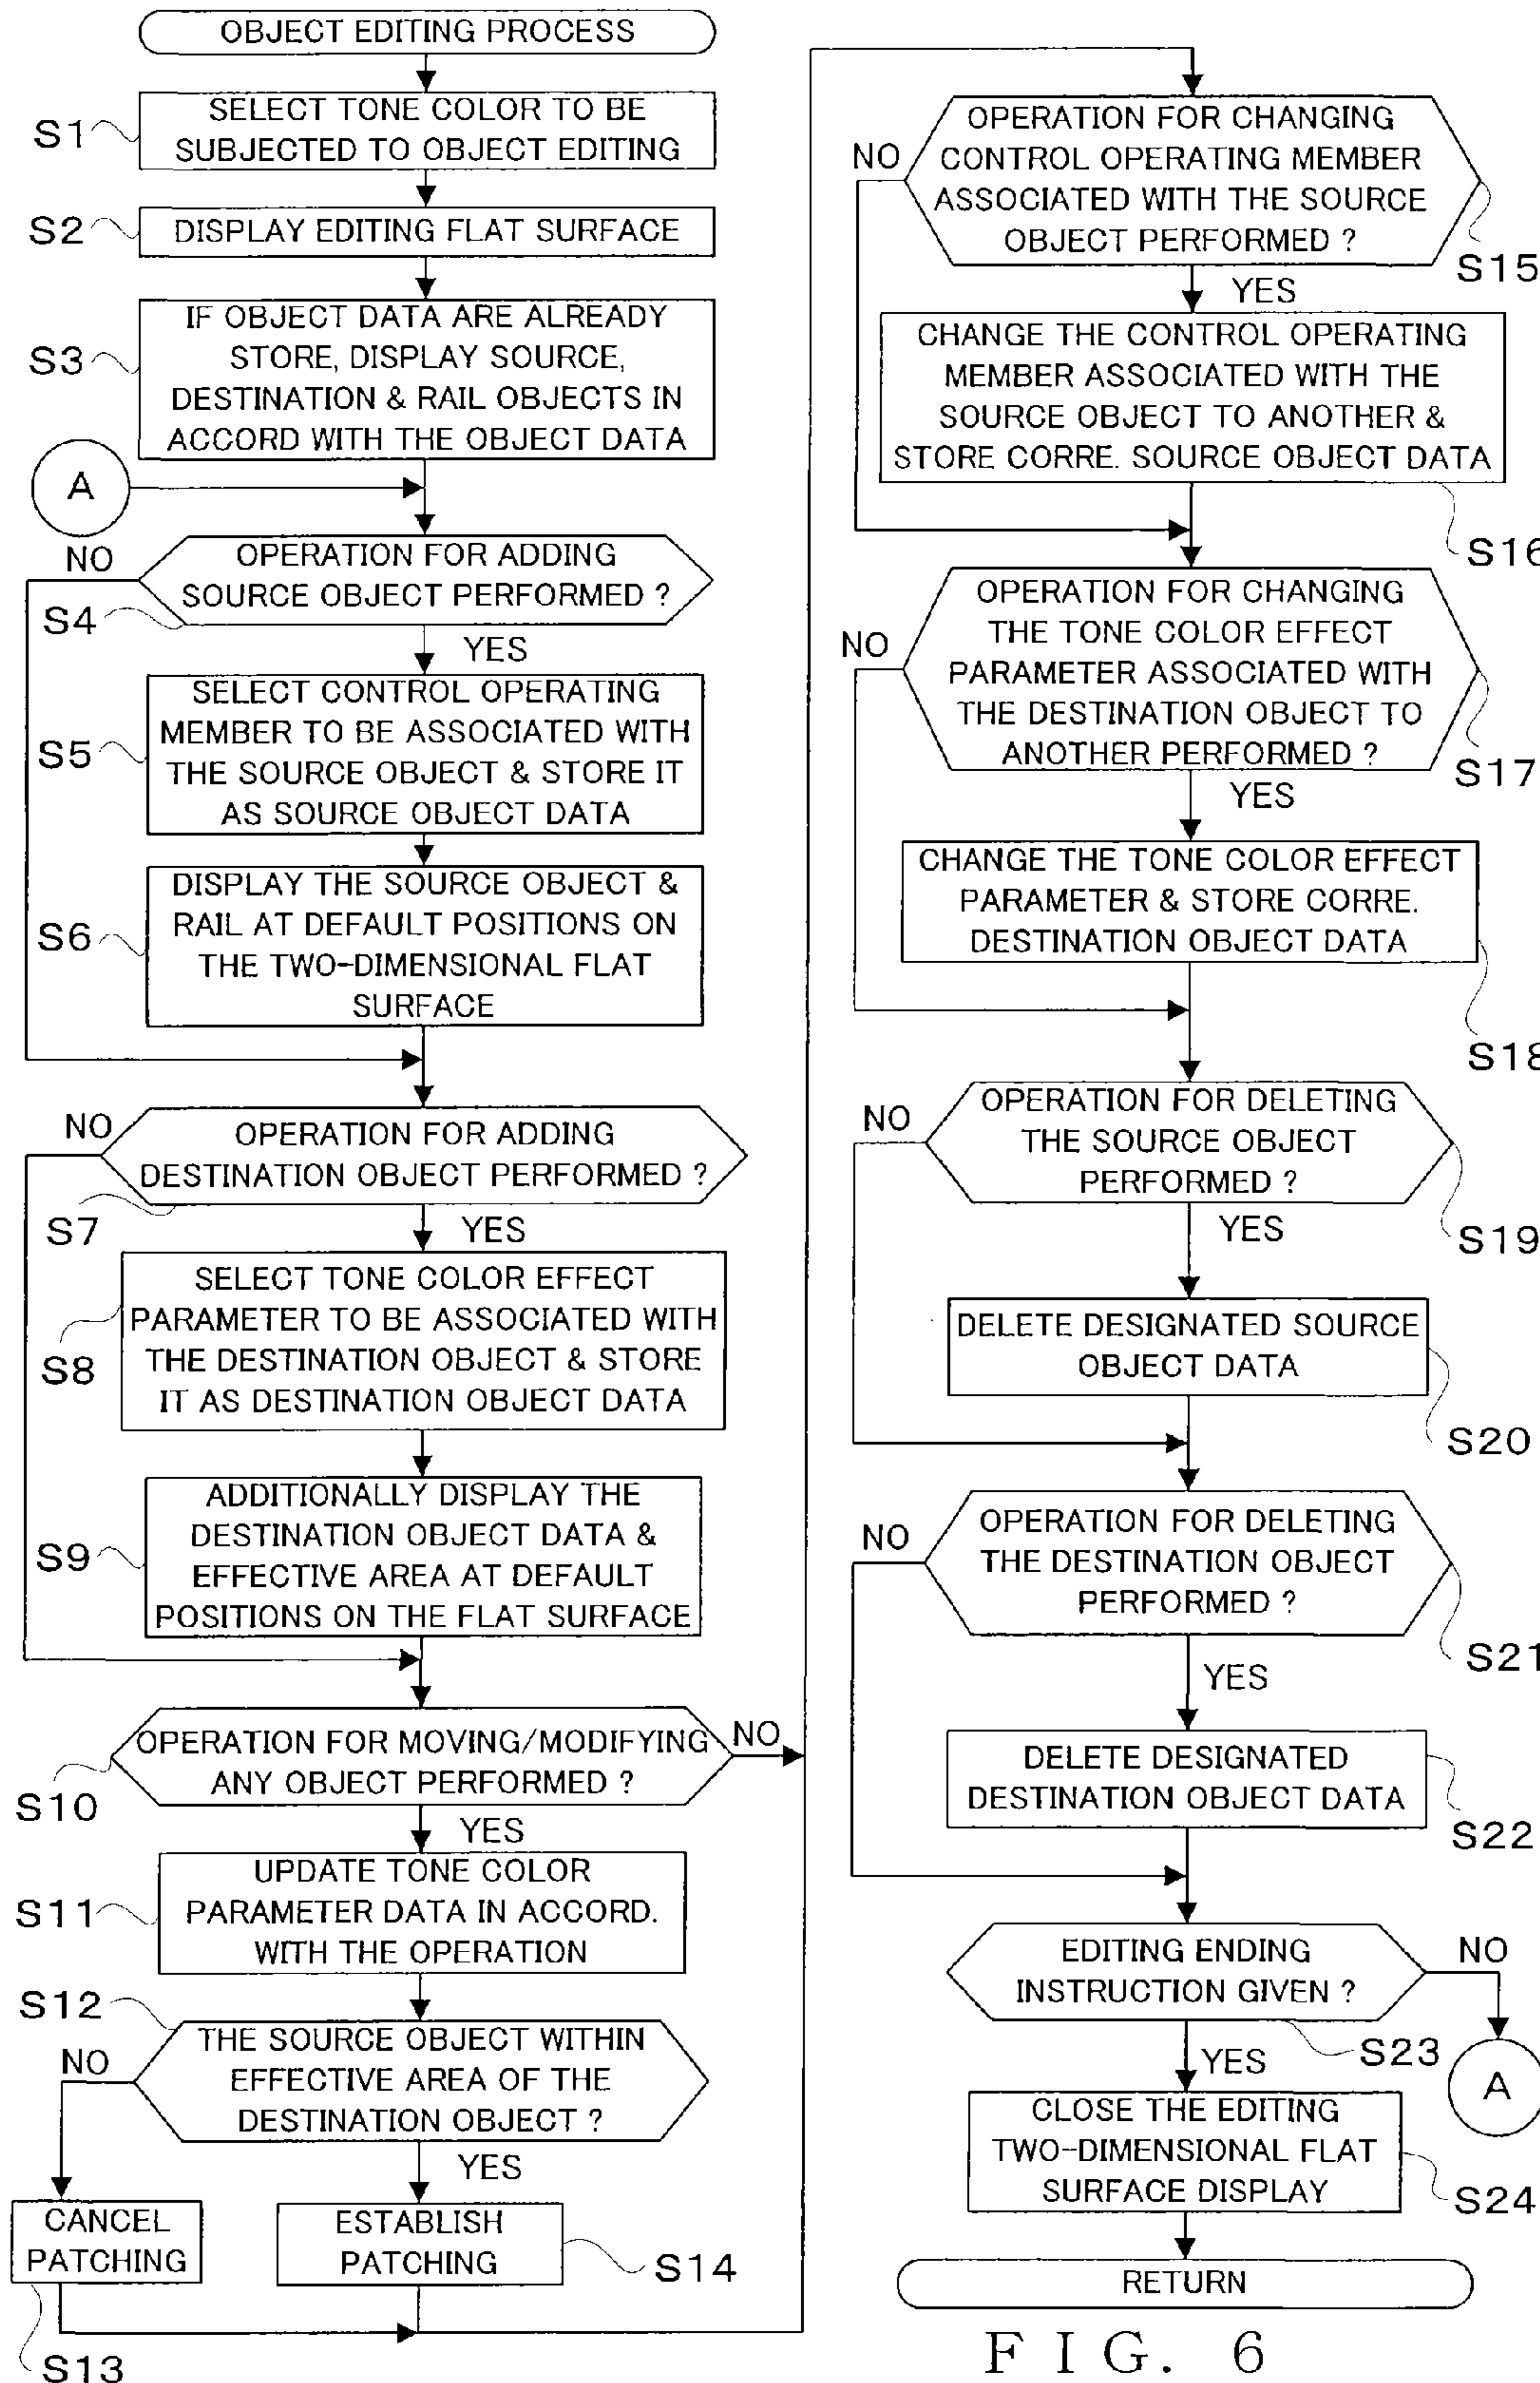 OBJECT EDITING PROCESS
S1
SELECT TONE COLOR TO BE
SUBJECTED TO OBJECT EDITING
S2
DISPLAY EDITING FLAT SURFACE
S3
IF OBJECT DATA ARE ALREADY
STORE, DISPLAY SOURCE,
DESTINATION & RAIL OBJECTS IN
ACCORD WITH THE OBJECT DATA
A
NO
OPERATION FOR ADDING
SOURCE OBJECT PERFORMED ?
S4
YES
S5
SELECT CONTROL OPERATING
MEMBER TO BE ASSOCIATED WITH
THE SOURCE OBJECT & STORE IT
AS SOURCE OBJECT DATA
S6
DISPLAY THE SOURCE OBJECT &
RAIL AT DEFAULT POSITIONS ON
THE TWO-DIMENSIONAL FLAT
SURFACE
NO
OPERATION FOR ADDING
DESTINATION OBJECT PERFORMED ?
S7
YES
S8
SELECT TONE COLOR EFFECT
PARAMETER TO BE ASSOCIATED WITH
THE DESTINATION OBJECT & STORE
IT AS DESTINATION OBJECT DATA
S9
ADDITIONALLY DISPLAY THE
DESTINATION OBJECT DATA &
EFFECTIVE AREA AT DEFAULT
POSITIONS ON THE FLAT SURFACE
OPERATION FOR MOVING/MODIFYING
ANY OBJECT PERFORMED ?
NO
S10
YES
S11
UPDATE TONE COLOR
PARAMETER DATA IN ACCORD.
WITH THE OPERATION
S12
NO
THE SOURCE OBJECT WITHIN
EFFECTIVE AREA OF THE
DESTINATION OBJECT ?
YES
CANCEL
PATCHING
S13
ESTABLISH
PATCHING
S14
NO
OPERATION FOR CHANGING
CONTROL OPERATING MEMBER
ASSOCIATED WITH THE SOURCE
OBJECT PERFORMED ?
S15
YES
CHANGE THE CONTROL OPERATING
MEMBER ASSOCIATED WITH THE
SOURCE OBJECT TO ANOTHER &
STORE CORRE. SOURCE OBJECT DATA
S16
NO
OPERATION FOR CHANGING
THE TONE COLOR EFFECT
PARAMETER ASSOCIATED WITH
THE DESTINATION OBJECT TO
ANOTHER PERFORMED ?
S17
YES
CHANGE THE TONE COLOR EFFECT
PARAMETER & STORE CORRE.
DESTINATION OBJECT DATA
S18
NO
OPERATION FOR DELETING
THE SOURCE OBJECT
PERFORMED ?
S19
YES
DELETE DESIGNATED SOURCE
OBJECT DATA
S20
NO
OPERATION FOR DELETING
THE DESTINATION OBJECT
PERFORMED ?
S21
YES
DELETE DESIGNATED
DESTINATION OBJECT DATA
S22
EDITING ENDING
INSTRUCTION GIVEN ?
NO
S23
YES
A
CLOSE THE EDITING
TWO-DIMENSIONAL FLAT
SURFACE DISPLAY
S24
RETURN
FIG. 6